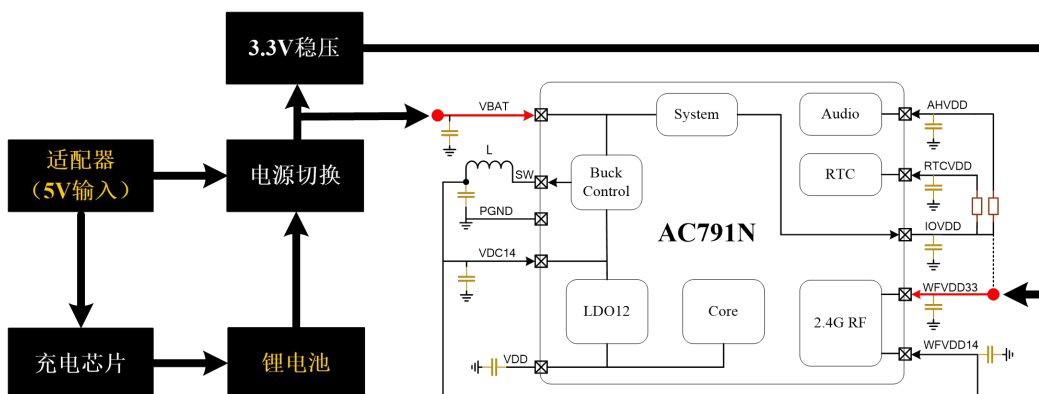 3.3V稳压
适配器
（5V输入）
电源切换
充电芯片
锂电池
VBAT
L
SW
PGND
VDC14
VDD
System
Buck
Control
AC791N
LDO12
Core
Audio
RTC
2.4G RF
AHVDD
RTCVDD
IOVDD
WFVDD33
WFVDD14